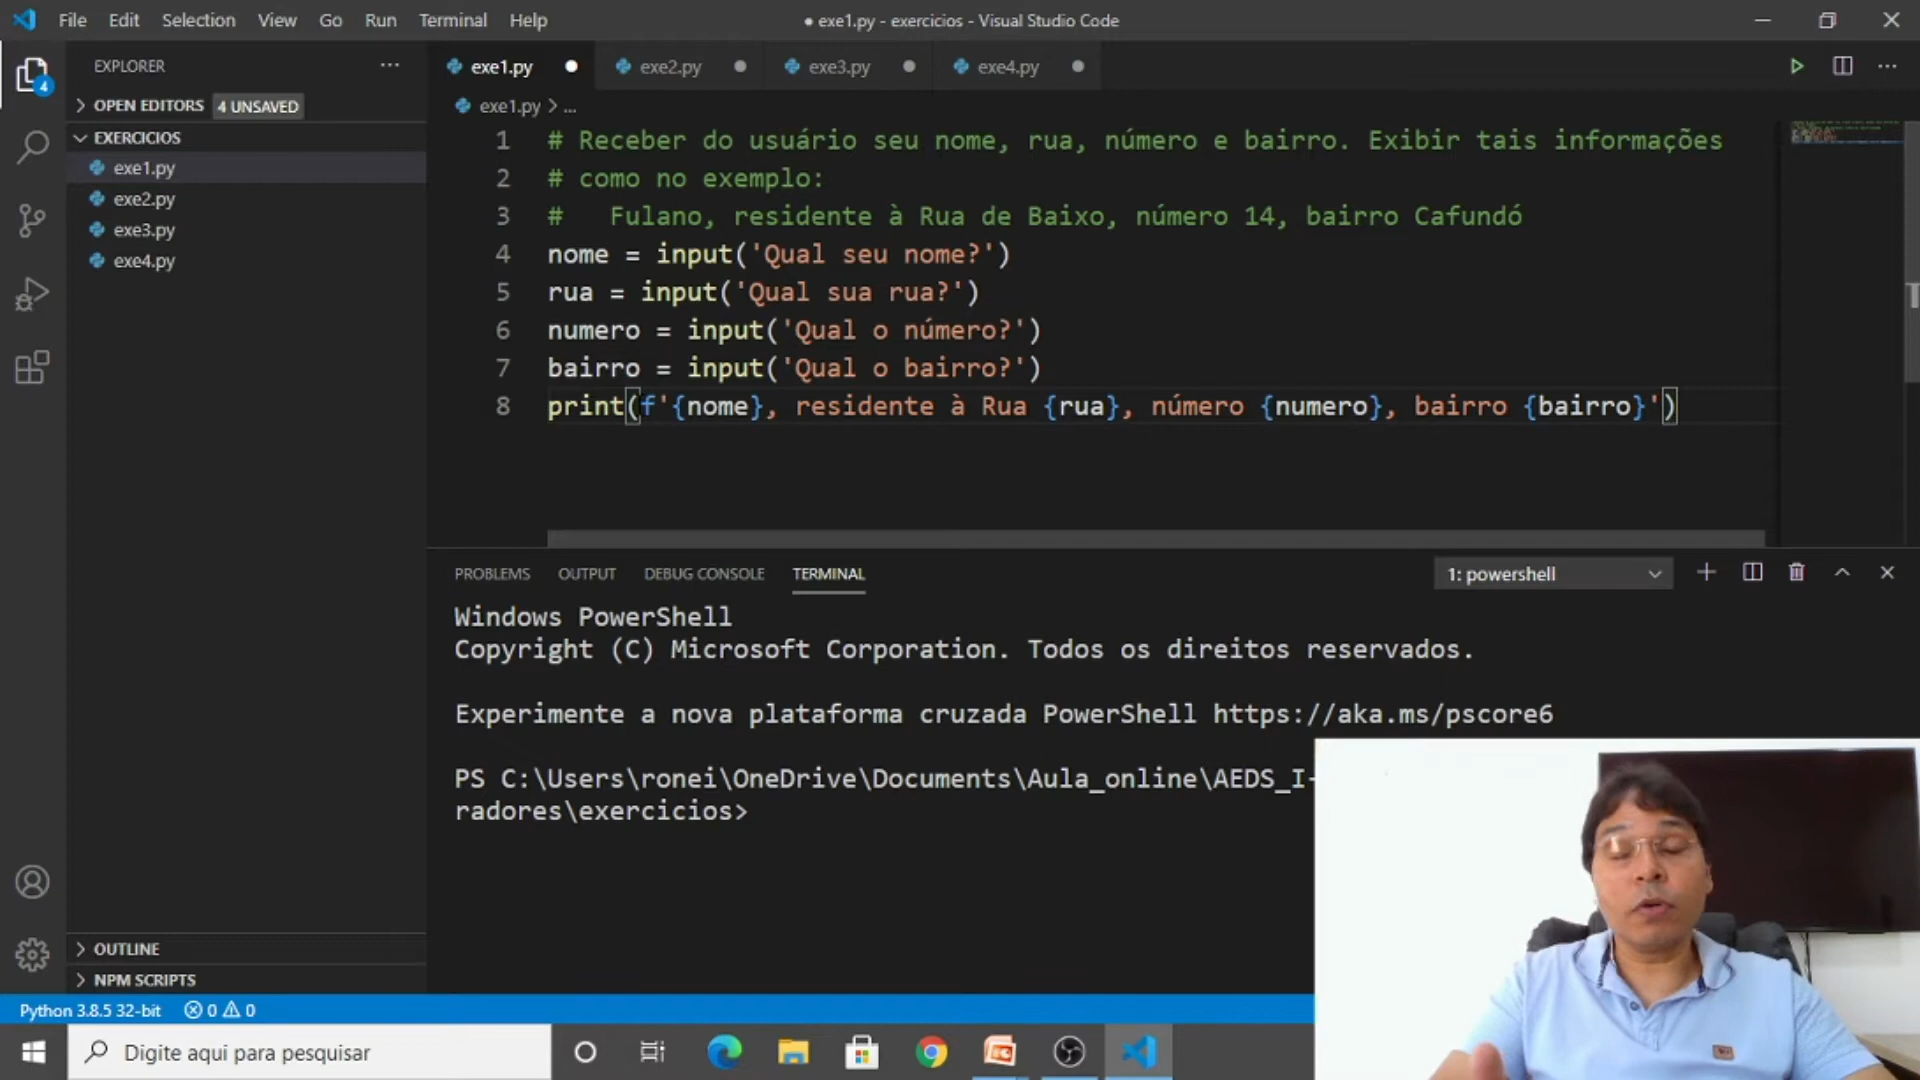 File Edit Selection View Go Run Terminal Help
● exe1.py - exercicios - Visual Studio Code
EXPLORER
OPEN EDITORS 4 UNSAVED
EXERCICIOS
exe1.py
exe2.py
exe3.py
exe4.py
OUTLINE
NPM SCRIPTS
4
exe1.py exe2.py exe3.py exe4.py
exe1.py > ...
1 # Receber do usuário seu nome, rua, número e bairro. Exibir tais informações
2 # como no exemplo:
3 #   Fulano, residente à Rua de Baixo, número 14, bairro Cafundó
4 nome = input('Qual seu nome?')
5 rua = input('Qual sua rua?')
6 numero = input('Qual o número?')
7 bairro = input('Qual o bairro?')
8 print(f'{nome}, residente à Rua {rua}, número {numero}, bairro {bairro}')
PROBLEMS OUTPUT DEBUG CONSOLE TERMINAL
1: powershell
Windows PowerShell
Copyright (C) Microsoft Corporation. Todos os direitos reservados.
Experimente a nova plataforma cruzada PowerShell https://aka.ms/pscore6
PS C:\Users\ronei\OneDrive\Documents\Aula_online\AEDS_I-
radores\exercicios>
Python 3.8.5 32-bit 0 0
Digite aqui para pesquisar